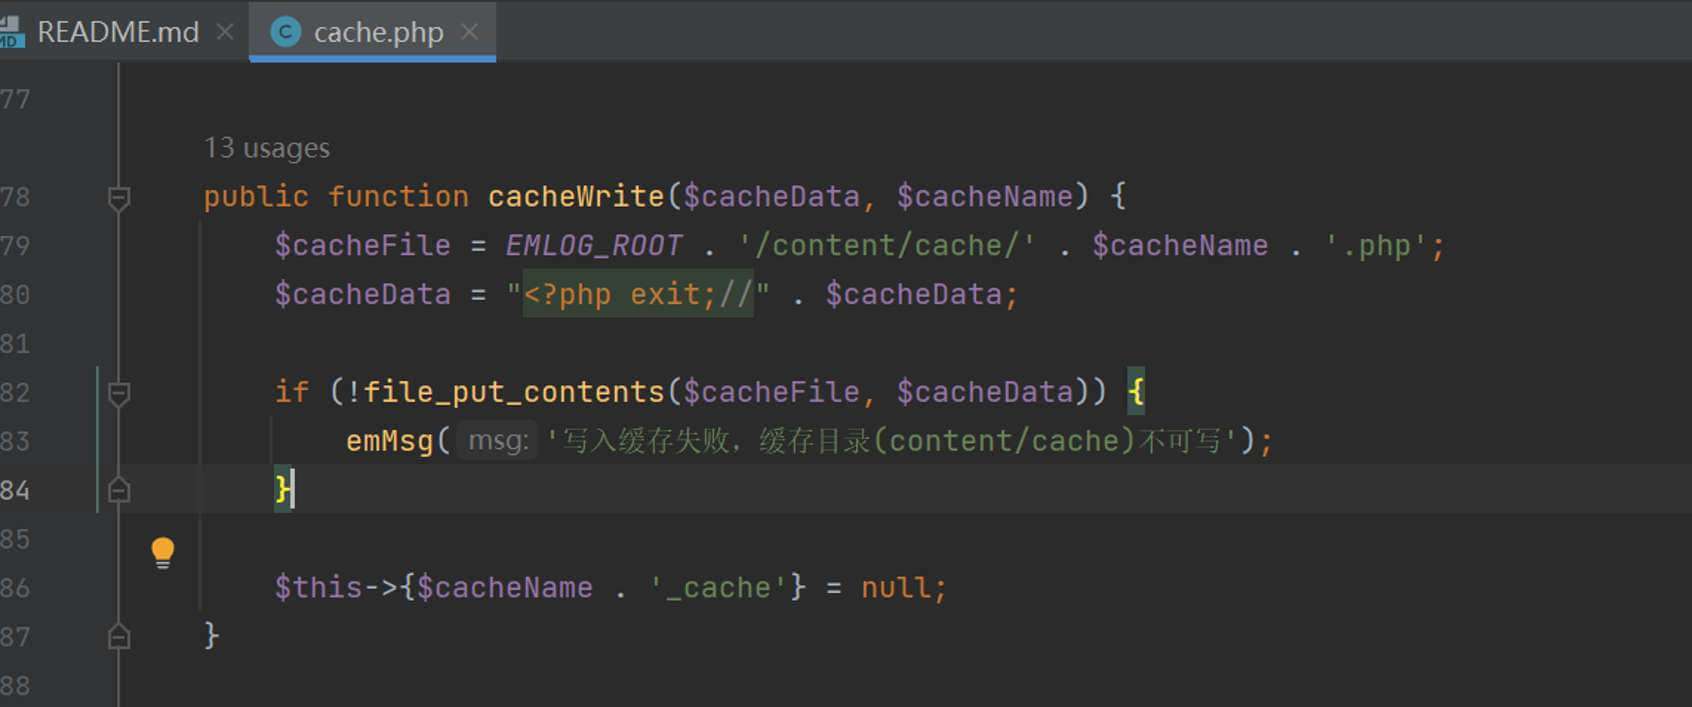 MD README.md × C cache.php ×
77
13 usages
78 public function cacheWrite($cacheData, $cacheName) {
79 $cacheFile = EMLOG_ROOT . '/content/cache/' . $cacheName . '.php';
80 $cacheData = "<?php exit;//" . $cacheData;
81
82 if (!file_put_contents($cacheFile, $cacheData)) {
83 emMsg( msg: '写入缓存失败，缓存目录(content/cache)不可写');
84 }
85
86 $this->{$cacheName . '_cache'} = null;
87 }
88